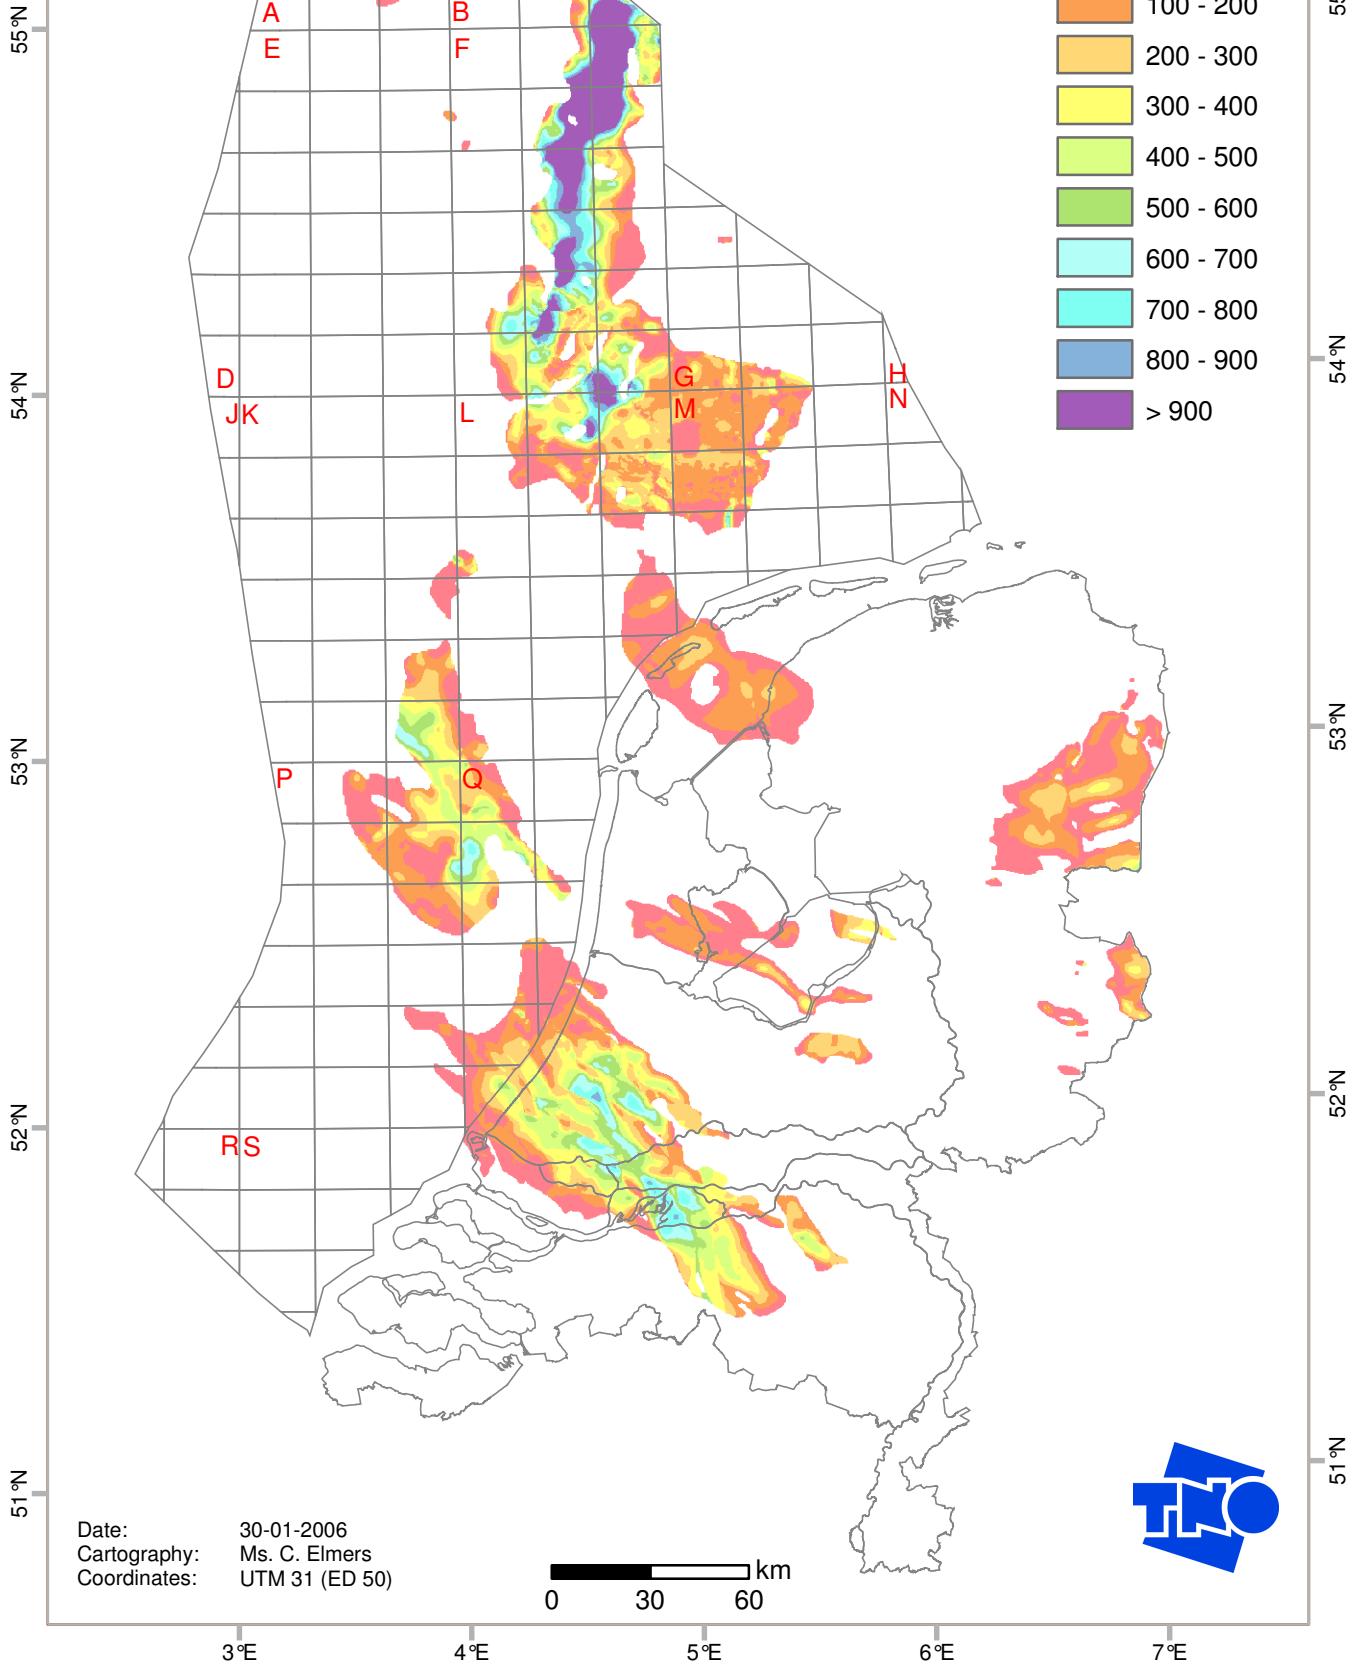 A
B
E
F
D
JK
L
G
M
H
N
P
Q
RS
100 - 200
200 - 300
300 - 400
400 - 500
500 - 600
600 - 700
700 - 800
800 - 900
> 900
55°N
54°N
53°N
52°N
51°N
54°N
53°N
52°N
51°N
Date: 30-01-2006
Cartography: Ms. C. Elmers
Coordinates: UTM 31 (ED 50)
km
0 30 60
TNO
3°E 4°E 5°E 6°E 7°E